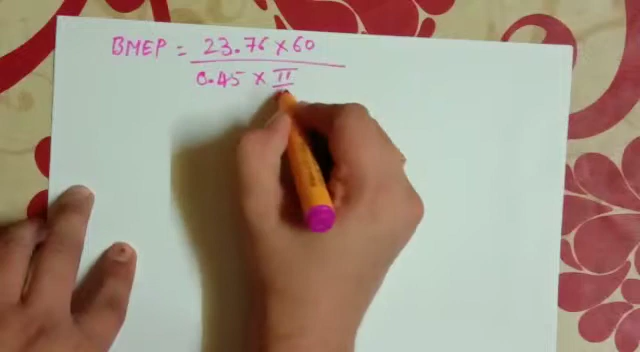 BMEP = 23.76 × 60
0.45 × π